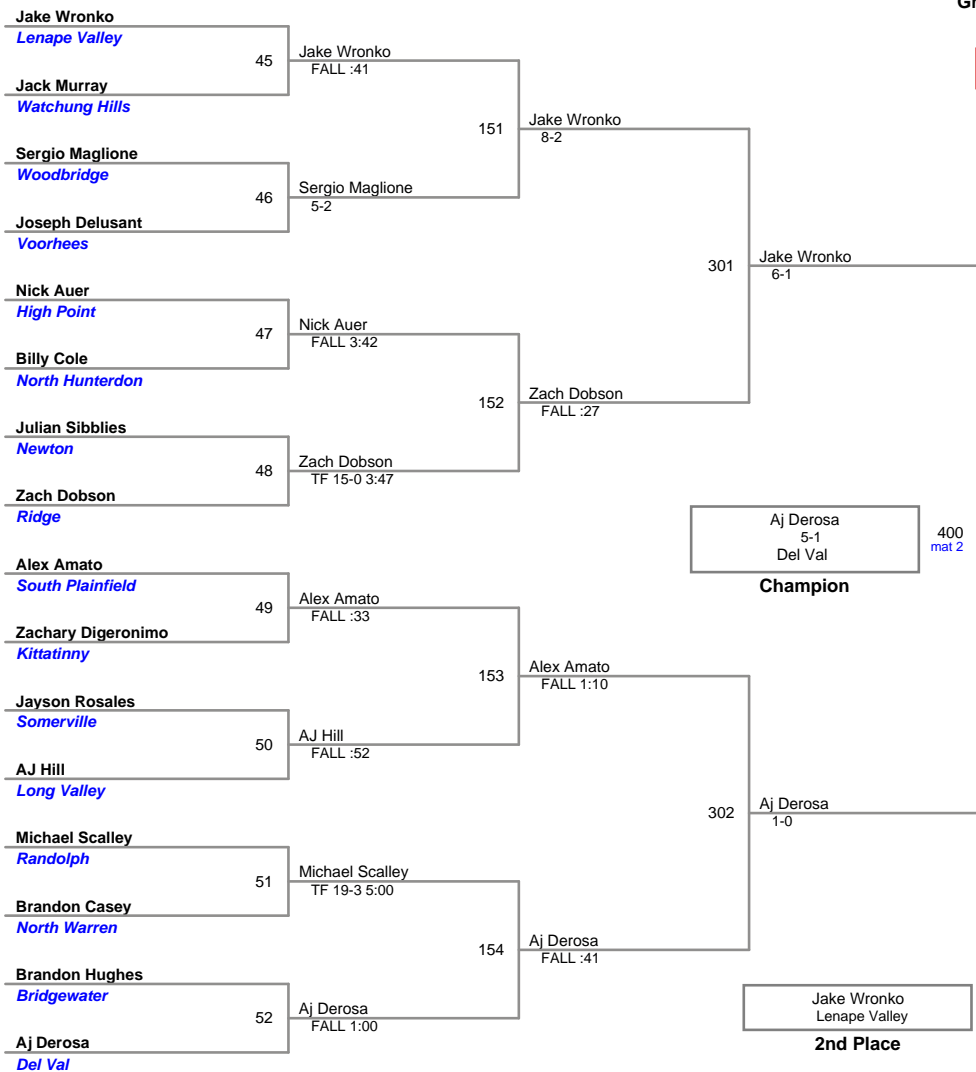 Gr
Jake Wronko
Lenape Valley
45
Jake Wronko
FALL :41
Jack Murray
Watchung Hills
151
Jake Wronko
8-2
Sergio Maglione
Woodbridge
46
Sergio Maglione
5-2
Joseph Delusant
Voorhees
301
Jake Wronko
6-1
Nick Auer
High Point
47
Nick Auer
FALL 3:42
Billy Cole
North Hunterdon
152
Zach Dobson
FALL :27
Julian Sibblies
Newton
48
Zach Dobson
TF 15-0 3:47
Zach Dobson
Ridge
Aj Derosa
5-1
Del Val
400
mat 2
Champion
Alex Amato
South Plainfield
49
Alex Amato
FALL :33
Zachary Digeronimo
Kittatinny
153
Alex Amato
FALL 1:10
Jayson Rosales
Somerville
50
AJ Hill
FALL :52
AJ Hill
Long Valley
302
Aj Derosa
1-0
Michael Scalley
Randolph
51
Michael Scalley
TF 19-3 5:00
Brandon Casey
North Warren
154
Aj Derosa
FALL :41
Brandon Hughes
Bridgewater
52
Aj Derosa
FALL 1:00
Aj Derosa
Del Val
Jake Wronko
Lenape Valley
2nd Place